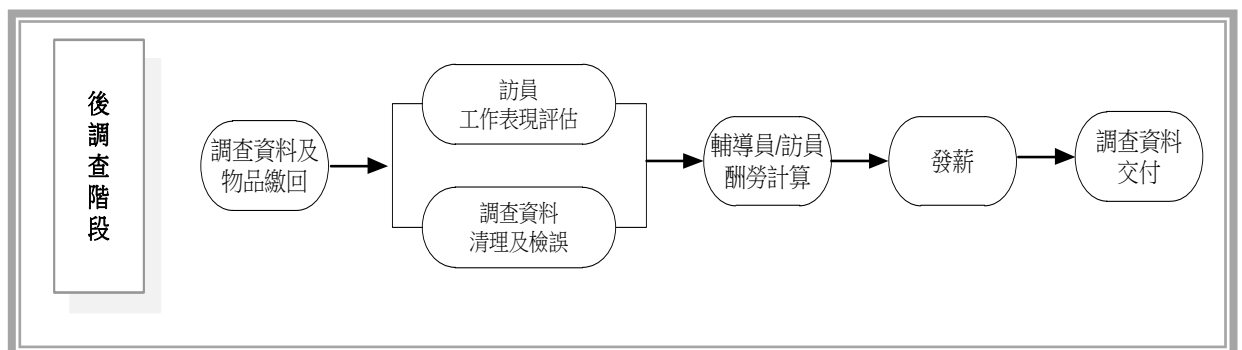 後調查階段
調查資料及
物品繳回
訪員
工作表現評估
調查資料
清理及檢誤
輔導員/訪員
酬勞計算
發薪
調查資料
交付